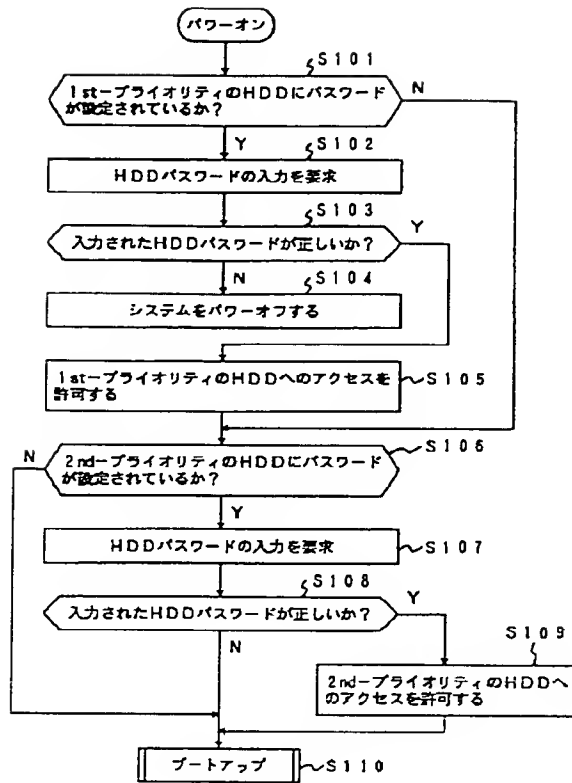 パワーオン
S101
1st－プライオリティのHDDにパスワード
が設定されているか？
N
Y
S102
HDDパスワードの入力を要求
S103
入力されたHDDパスワードが正しいか？
Y
N
S104
システムをパワーオフする
1st－プライオリティのHDDへのアクセスを
許可する
S105
S106
N
2nd－プライオリティのHDDにパスワード
が設定されているか？
Y
HDDパスワードの入力を要求
S107
S108
入力されたHDDパスワードが正しいか？
Y
N
S109
2nd－プライオリティのHDDへ
のアクセスを許可する
ブートアップ
S110